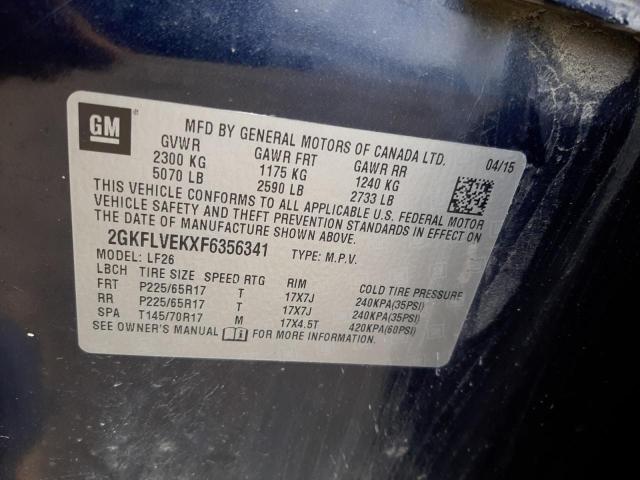 GM
MFD BY GENERAL MOTORS OF CANADA LTD. 04/15
GVWR GAWR FRT GAWR RR
2300 KG 1175 KG 1240 KG
5070 LB 2590 LB 2733 LB
THIS VEHICLE CONFORMS TO ALL APPLICABLE U.S. FEDERAL MOTOR
VEHICLE SAFETY AND THEFT PREVENTION STANDARDS IN EFFECT ON
THE DATE OF MANUFACTURE SHOWN ABOVE.
2GKFLVEKXF6356341 TYPE: M.P.V.
MODEL: LF26
LBCH TIRE SIZE SPEED RTG RIM COLD TIRE PRESSURE
FRT P225/65R17 T 17X7J 240KPA(35PSI)
RR P225/65R17 T 17X7J 240KPA(35PSI)
SPA T145/70R17 M 17X4.5T 420KPA(60PSI)
SEE OWNER'S MANUAL FOR MORE INFORMATION.